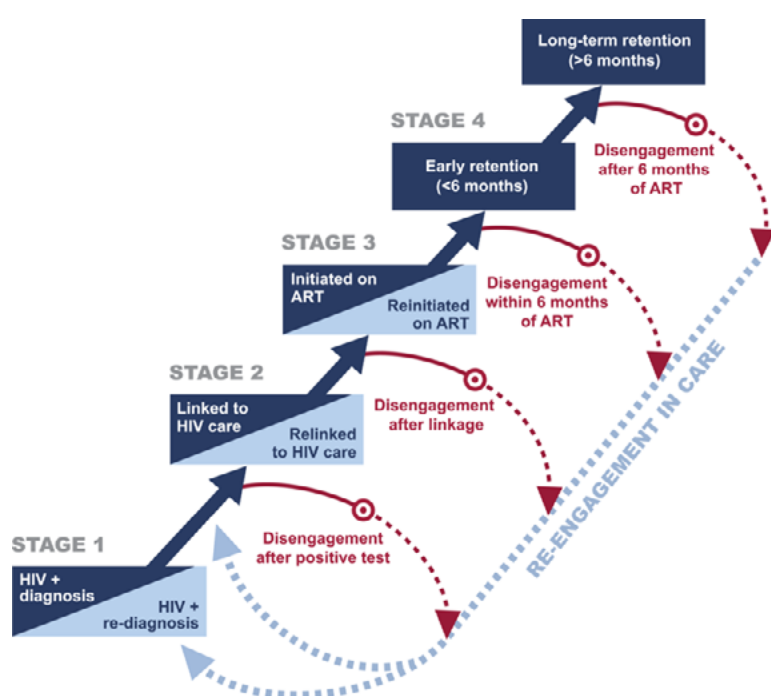 Long-term retention
(>6 months)
STAGE 4
Early retention
(<6 months)
Disengagement
after 6 months
of ART
STAGE 3
Initiated on
ART
Reinitiated
on ART
Disengagement
within 6 months
of ART
STAGE 2
Linked to
HIV care
Relinked
to HIV care
Disengagement
after linkage
RE-ENGAGEMENT IN CARE
STAGE 1
HIV +
diagnosis
HIV +
re-diagnosis
Disengagement
after positive test